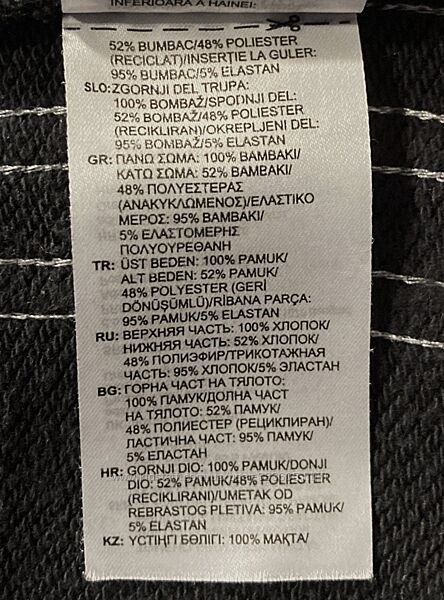 INFERIOARĂ A HAINEI:
52% BUMBAC/48% POLIESTER
(RECICLAT)/INSERȚIE LA GULER:
95% BUMBAC/5% ELASTAN
SLO:ZGORNJI DEL TRUPA:
100% BOMBAŽ/SPODNJI DEL:
52% BOMBAŽ/48% POLIESTER
(RECIKLIRAN)/OKREPLJENI DEL:
95% BOMBAŽ/5% ELASTAN
GR: ΠΑΝΩ ΣΩΜΑ: 100% ΒΑΜΒΑΚΙ/
ΚΑΤΩ ΣΩΜΑ: 52% ΒΑΜΒΑΚΙ/
48% ΠΟΛΥΕΣΤΕΡΑΣ
(ΑΝΑΚΥΚΛΩΜΕΝΟΣ)/ΕΛΑΣΤΙΚΟ
ΜΕΡΟΣ: 95% ΒΑΜΒΑΚΙ/
5% ΕΛΑΣΤΟΜΕΡΗΣ
ΠΟΛΥΟΥΡΕΘΑΝΗ
TR: ÜST BEDEN: 100% PAMUK/
ALT BEDEN: 52% PAMUK/
48% POLYESTER (GERİ
DÖNÜŞÜMLÜ)/RİBANA PARÇA:
95% PAMUK/5% ELASTAN
RU: ВЕРХНЯЯ ЧАСТЬ: 100% ХЛОПОК/
НИЖНЯЯ ЧАСТЬ: 52% ХЛОПОК/
48% ПОЛИЭФИР/ТРИКОТАЖНАЯ
ЧАСТЬ: 95% ХЛОПОК/5% ЭЛАСТАН
BG: ГОРНА ЧАСТ НА ТЯЛОТО:
100% ПАМУК/ДОЛНА ЧАСТ
НА ТЯЛОТО: 52% ПАМУК/
48% ПОЛИЕСТЕР (РЕЦИКЛИРАН)/
ЛАСТИЧНА ЧАСТ: 95% ПАМУК/
5% ЕЛАСТАН
HR: GORNJI DIO: 100% PAMUK/DONJI
DIO: 52% PAMUK/48% POLIESTER
(RECIKLIRANI)/UMETAK OD
REBRASTOG PLETIVA: 95% PAMUK/
5% ELASTAN
KZ: ҮСТІҢГІ БӨЛІГІ: 100% МАҚТА/